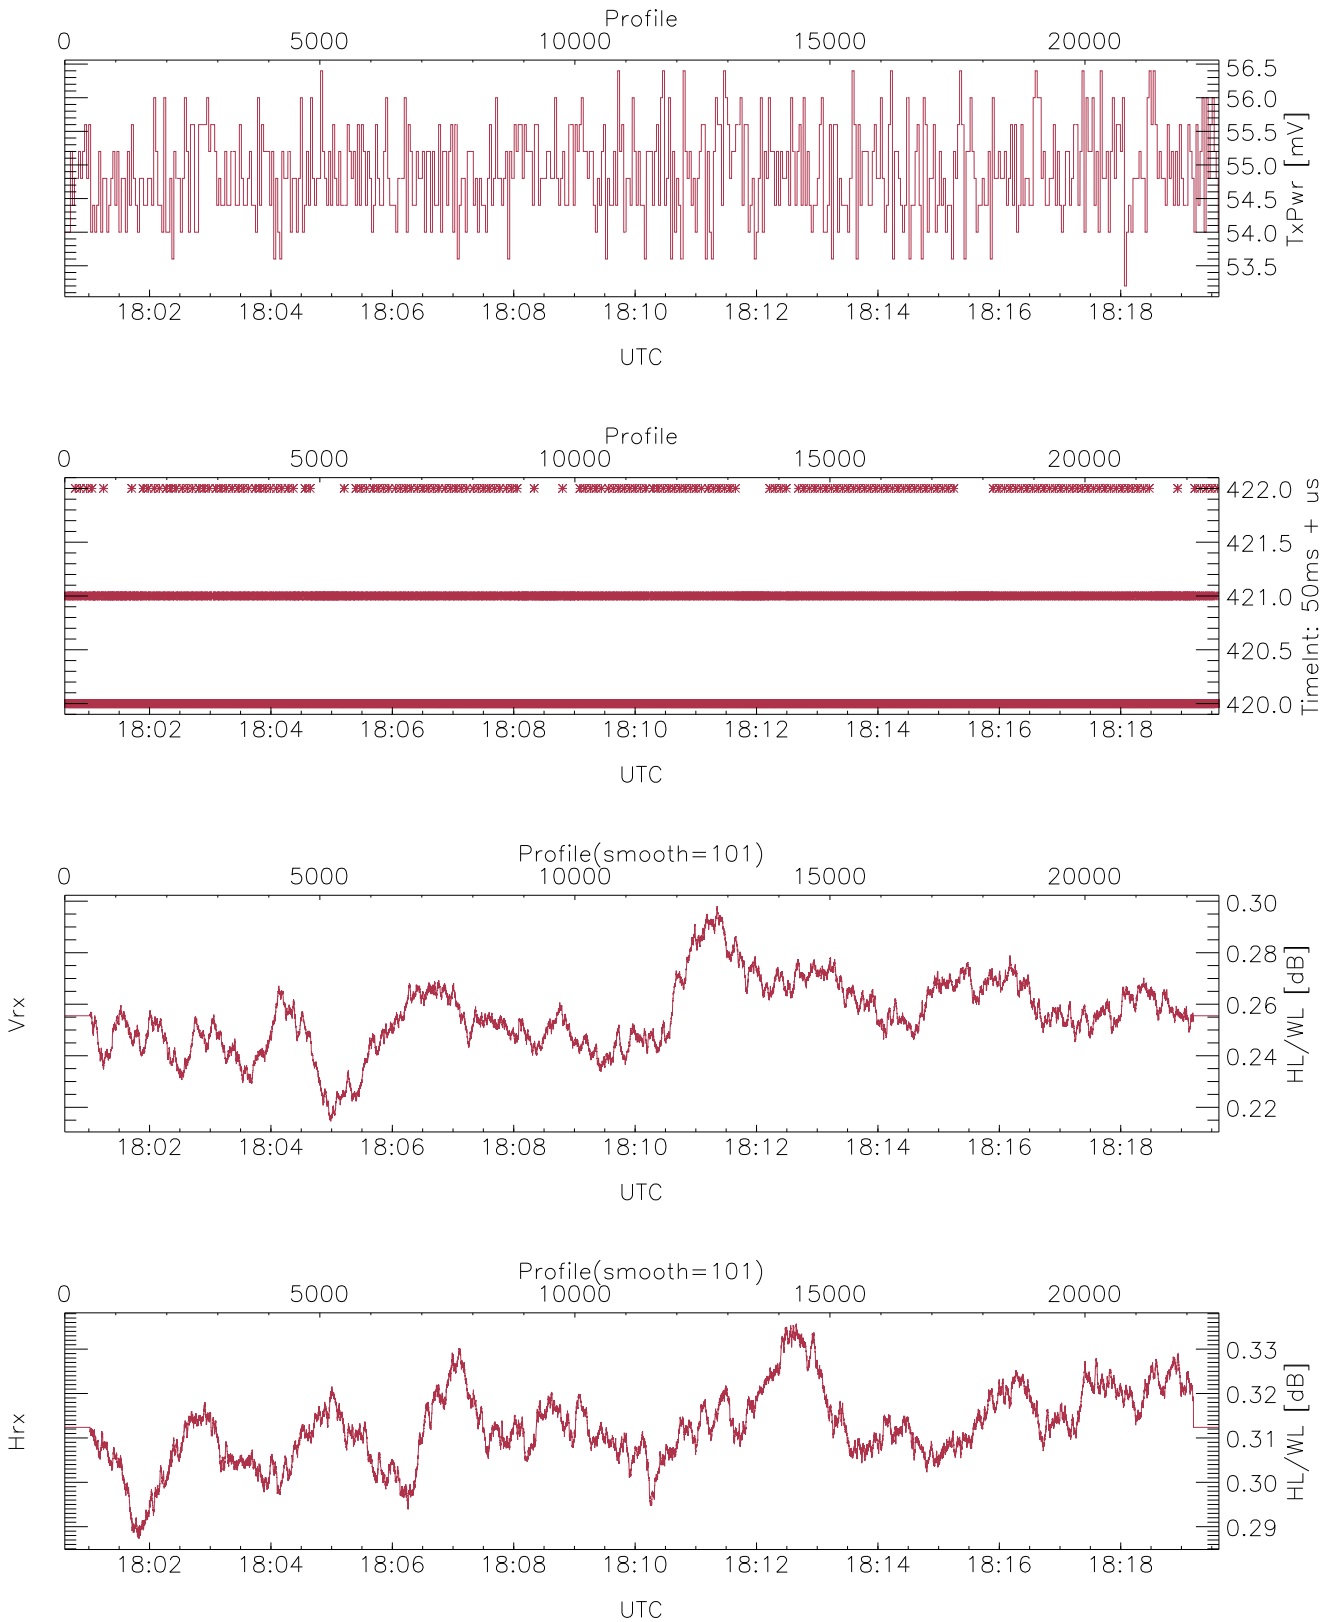 Profile
0 5000 10000 15000 20000
56.5
56.0
55.5
55.0
54.5
54.0
53.5
TxPwr [mV]
18:02 18:04 18:06 18:08 18:10 18:12 18:14 18:16 18:18
UTC
Profile
0 5000 10000 15000 20000
422.0
421.5
421.0
420.5
420.0
TimeInt: 50ms + us
18:02 18:04 18:06 18:08 18:10 18:12 18:14 18:16 18:18
UTC
Profile(smooth=101)
0 5000 10000 15000 20000
Vrx
0.30
0.28
0.26
0.24
0.22
HL/WL [dB]
18:02 18:04 18:06 18:08 18:10 18:12 18:14 18:16 18:18
UTC
Profile(smooth=101)
0 5000 10000 15000 20000
Hrx
0.33
0.32
0.31
0.30
0.29
HL/WL [dB]
18:02 18:04 18:06 18:08 18:10 18:12 18:14 18:16 18:18
UTC